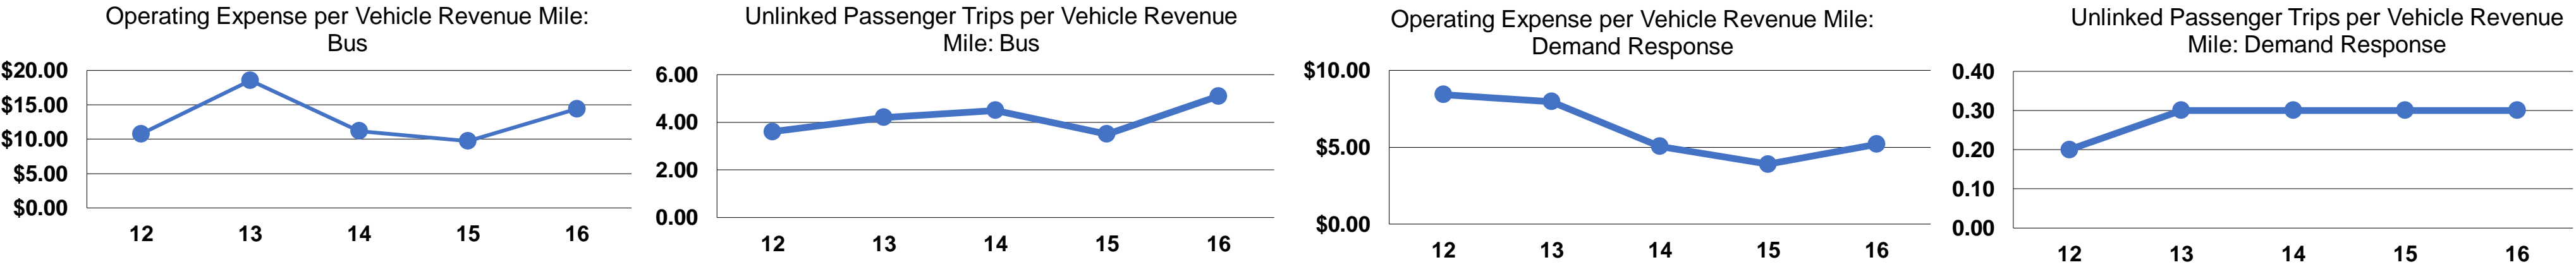 Operating Expense per Vehicle Revenue Mile:
Bus
$20.00
$15.00
$10.00
$5.00
$0.00
12 13 14 15 16
Unlinked Passenger Trips per Vehicle Revenue
Mile: Bus
6.00
4.00
2.00
0.00
12 13 14 15 16
Operating Expense per Vehicle Revenue Mile:
Demand Response
$10.00
$5.00
$0.00
12 13 14 15 16
Unlinked Passenger Trips per Vehicle Revenue
Mile: Demand Response
0.40
0.30
0.20
0.10
0.00
12 13 14 15 16